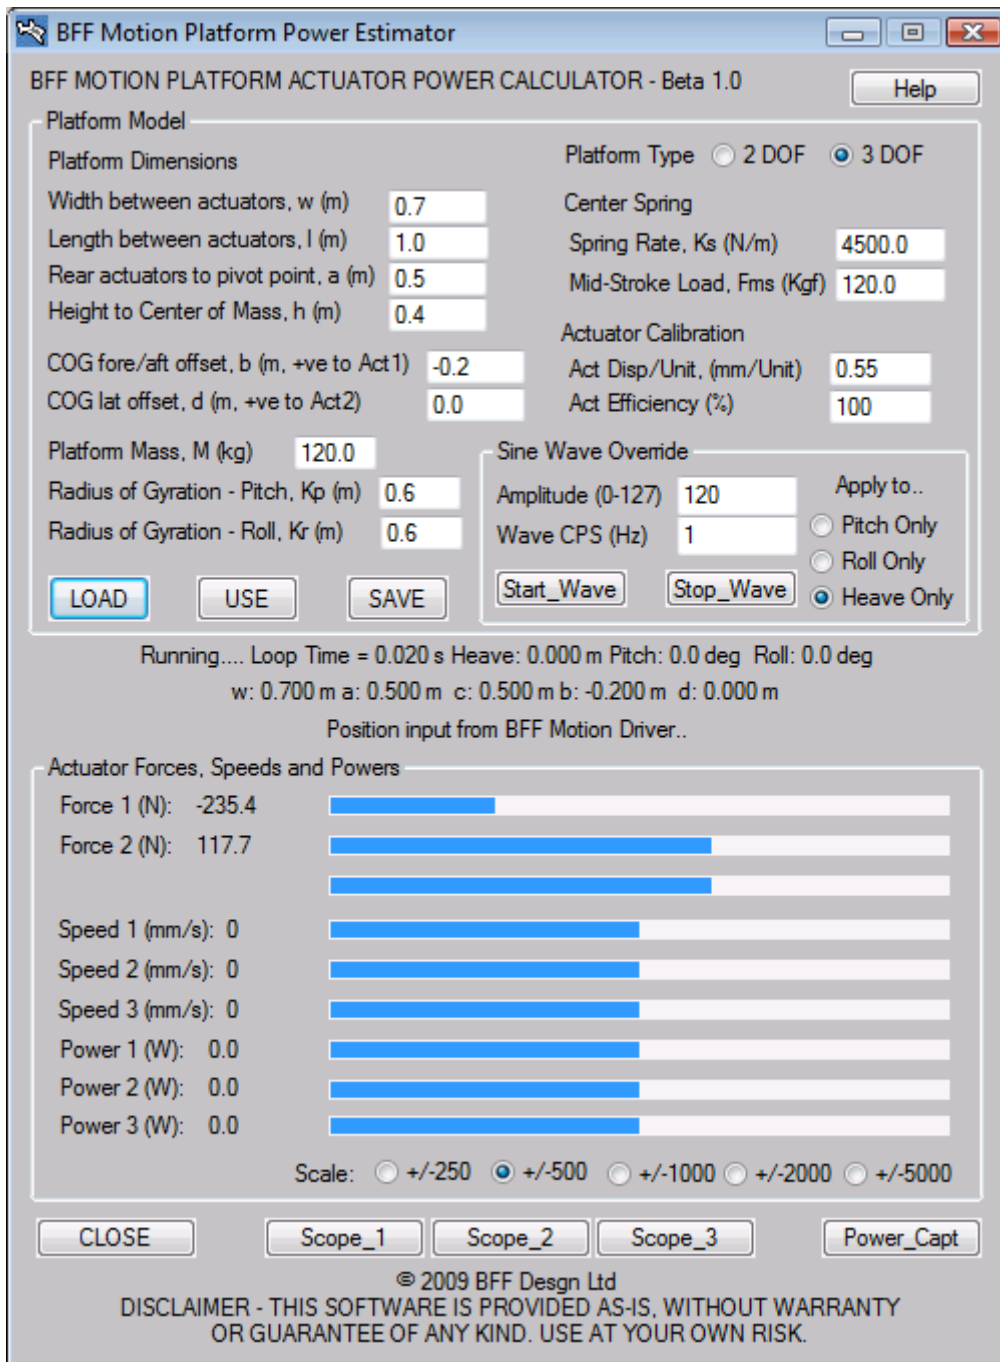 BFF Motion Platform Power Estimator
BFF MOTION PLATFORM ACTUATOR POWER CALCULATOR - Beta 1.0
Help
Platform Model
Platform Dimensions
Platform Type 2 DOF 3 DOF
Width between actuators, w (m) 0.7
Length between actuators, l (m) 1.0
Rear actuators to pivot point, a (m) 0.5
Height to Center of Mass, h (m) 0.4
Center Spring
Spring Rate, Ks (N/m) 4500.0
Mid-Stroke Load, Fms (Kgf) 120.0
COG fore/aft offset, b (m, +ve to Act1) -0.2
COG lat offset, d (m, +ve to Act2) 0.0
Actuator Calibration
Act Disp/Unit, (mm/Unit) 0.55
Act Efficiency (%) 100
Platform Mass, M (kg) 120.0
Radius of Gyration - Pitch, Kp (m) 0.6
Radius of Gyration - Roll, Kr (m) 0.6
LOAD USE SAVE
Sine Wave Override
Amplitude (0-127) 120
Wave CPS (Hz) 1
Start_Wave Stop_Wave
Apply to..
Pitch Only
Roll Only
Heave Only
Running.... Loop Time = 0.020 s Heave: 0.000 m Pitch: 0.0 deg Roll: 0.0 deg
w: 0.700 m a: 0.500 m c: 0.500 m b: -0.200 m d: 0.000 m
Position input from BFF Motion Driver..
Actuator Forces, Speeds and Powers
Force 1 (N): -235.4
Force 2 (N): 117.7
Speed 1 (mm/s): 0
Speed 2 (mm/s): 0
Speed 3 (mm/s): 0
Power 1 (W): 0.0
Power 2 (W): 0.0
Power 3 (W): 0.0
Scale: +/-250 +/-500 +/-1000 +/-2000 +/-5000
CLOSE Scope_1 Scope_2 Scope_3 Power_Capt
© 2009 BFF Desgn Ltd
DISCLAIMER - THIS SOFTWARE IS PROVIDED AS-IS, WITHOUT WARRANTY
OR GUARANTEE OF ANY KIND. USE AT YOUR OWN RISK.